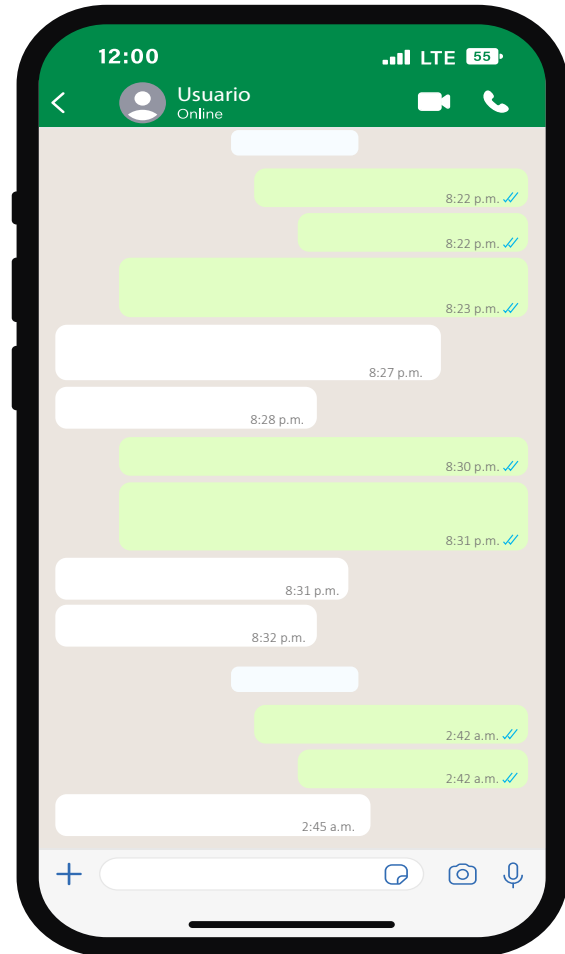 12:00 LTE 55
Usuario
Online
8:22 p.m.
8:22 p.m.
8:23 p.m.
8:27 p.m.
8:28 p.m.
8:30 p.m.
8:31 p.m.
8:31 p.m.
8:32 p.m.
2:42 a.m.
2:42 a.m.
2:45 a.m.